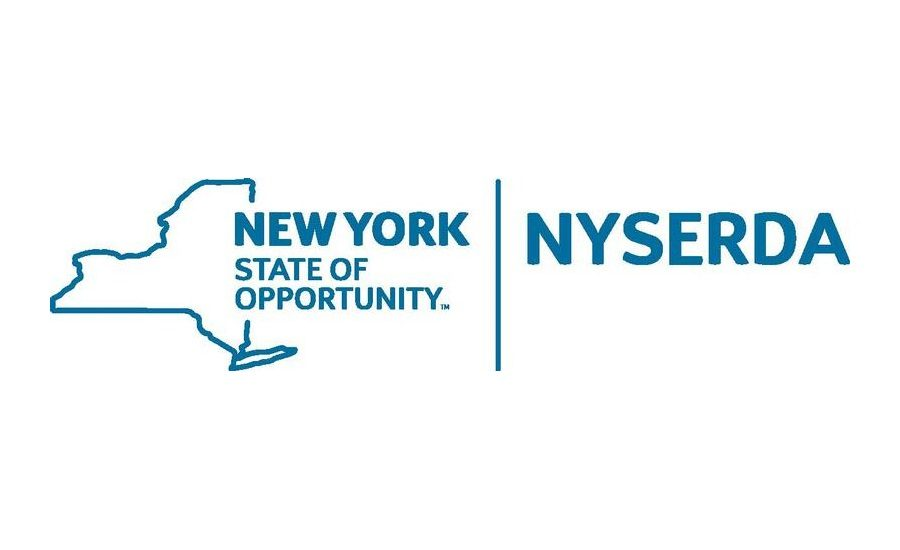 NEW YORK
STATE OF
OPPORTUNITY™
NYSERDA